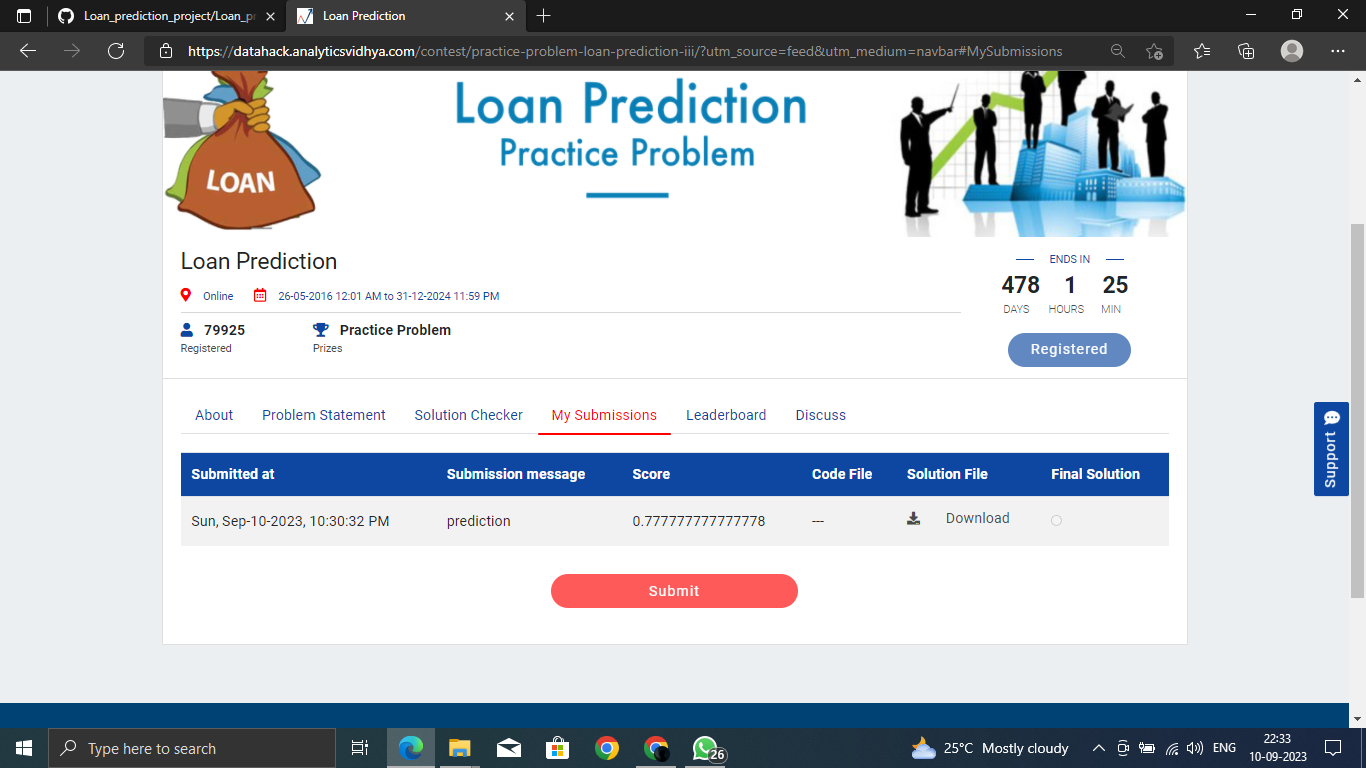 Loan_prediction_project/Loan_pr
Loan Prediction
https://datahack.analyticsvidhya.com/contest/practice-problem-loan-prediction-iii/?utm_source=feed&utm_medium=navbar#MySubmissions
LOAN
Loan Prediction
Practice Problem
Loan Prediction
Online 26-05-2016 12:01 AM to 31-12-2024 11:59 PM
79925 Practice Problem
Registered Prizes
ENDS IN
478 1 25
DAYS HOURS MIN
Registered
About Problem Statement Solution Checker My Submissions Leaderboard Discuss
Submitted at Submission message Score Code File Solution File Final Solution
Sun, Sep-10-2023, 10:30:32 PM prediction 0.777777777777778 --- Download
Submit
Support
Type here to search
26
25°C Mostly cloudy
ENG
22:33
10-09-2023